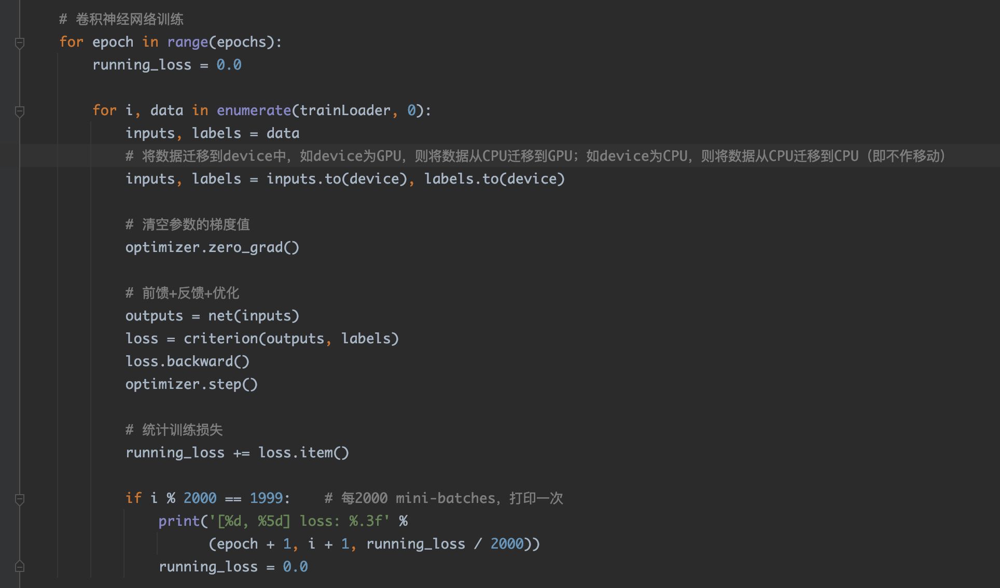 # 卷积神经网络训练
for epoch in range(epochs):
    running_loss = 0.0
    for i, data in enumerate(trainLoader, 0):
        inputs, labels = data
        # 将数据迁移到device中，如device为GPU，则将数据从CPU迁移到GPU；如device为CPU，则将数据从CPU迁移到CPU（即不作移动）
        inputs, labels = inputs.to(device), labels.to(device)
        # 清空参数的梯度值
        optimizer.zero_grad()
        # 前馈+反馈+优化
        outputs = net(inputs)
        loss = criterion(outputs, labels)
        loss.backward()
        optimizer.step()
        # 统计训练损失
        running_loss += loss.item()
        if i % 2000 == 1999:    # 每2000 mini-batches，打印一次
            print('[%d, %5d] loss: %.3f' %
                  (epoch + 1, i + 1, running_loss / 2000))
            running_loss = 0.0